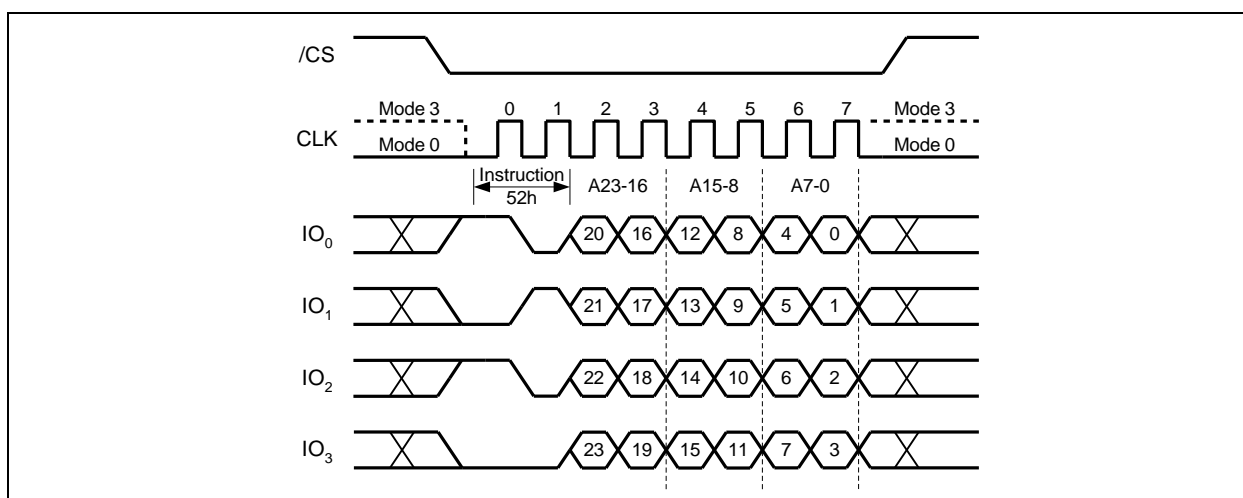 /CS
Mode 3 0 1 2 3 4 5 6 7 Mode 3
CLK
Mode 0 Mode 0
Instruction A23-16 A15-8 A7-0
52h
IO0 20 16 12 8 4 0
IO1 21 17 13 9 5 1
IO2 22 18 14 10 6 2
IO3 23 19 15 11 7 3